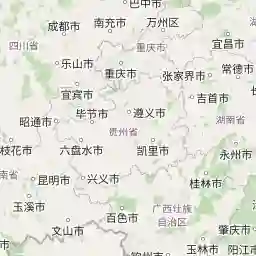 巴中市
南充市
万州区
成都市
宜昌市
四川省
重庆市
乐山市
重庆市
张家界市
常德市
宜宾市
吉首市
毕节市
遵义市
昭通市
湖南省
贵州省
枝花市
六盘水市
凯里市
永州市
南省
昆明市
兴义市
桂林市
玉溪市
百色市
广西壮族
自治区
文山市
肇庆市
玉林市
阳江市